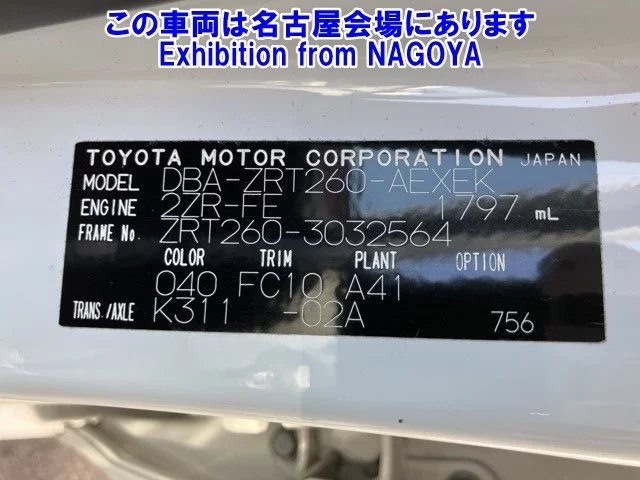 この車両は名古屋会場にあります
Exhibition from NAGOYA
TOYOTA MOTOR CORPORATION JAPAN
MODEL DBA-ZRT260-AEXEK
ENGINE 2ZR-FE 1797 mL
FRAME No. ZRT260-3032564
COLOR TRIM PLANT OPTION
040 FC10 A41
TRANS./AXLE K311 -02A 756